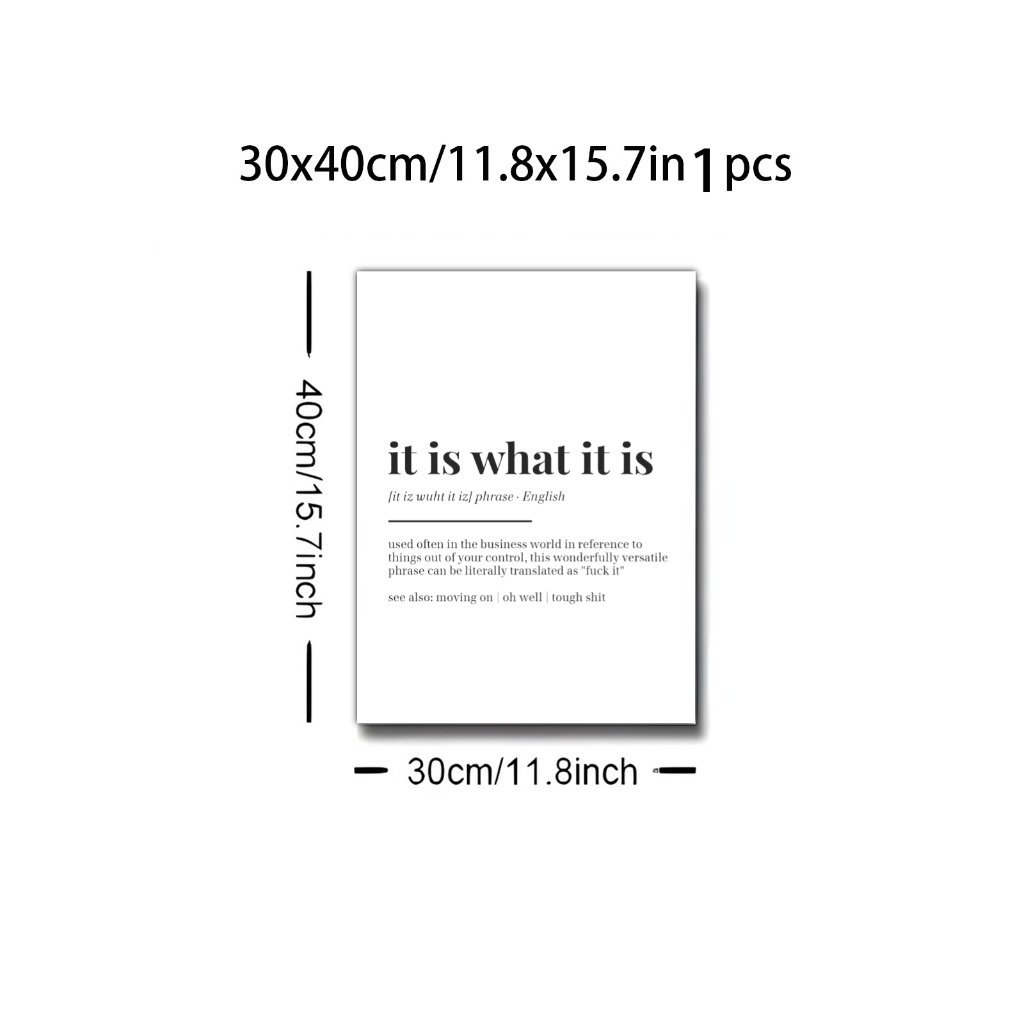 30x40cm/11.8x15.7in 1 pcs
40cm/15.7inch
it is what it is
[it iz wuht it iz] phrase · English
used often in the business world in reference to
things out of your control, this wonderfully versatile
phrase can be literally translated as "fuck it"
see also: moving on | oh well | tough shit
30cm/11.8inch